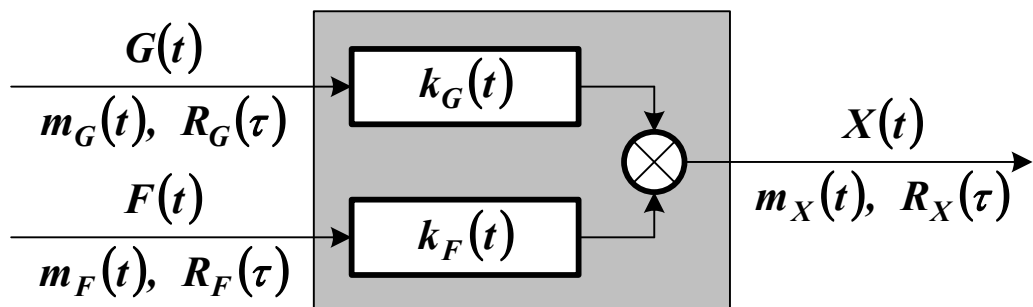 G(t)
m_G(t), R_G(τ)
k_G(t)
F(t)
m_F(t), R_F(τ)
k_F(t)
X(t)
m_X(t), R_X(τ)